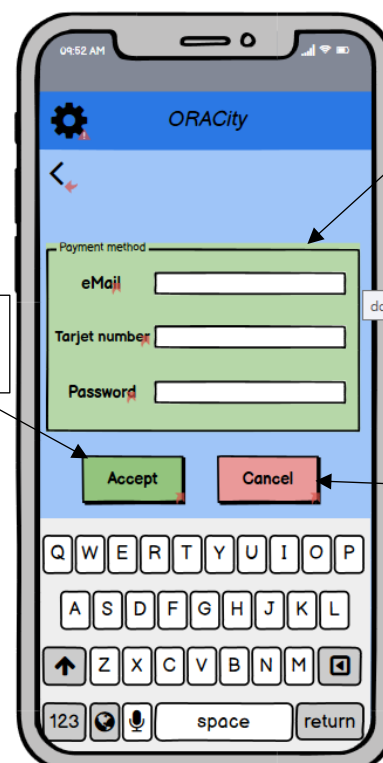 09:52 AM
ORACity
Payment method
eMail
Tarjet number
Password
Accept
Cancel
Q W E R T Y U I O P
A S D F G H J K L
Z X C V B N M
123 space return